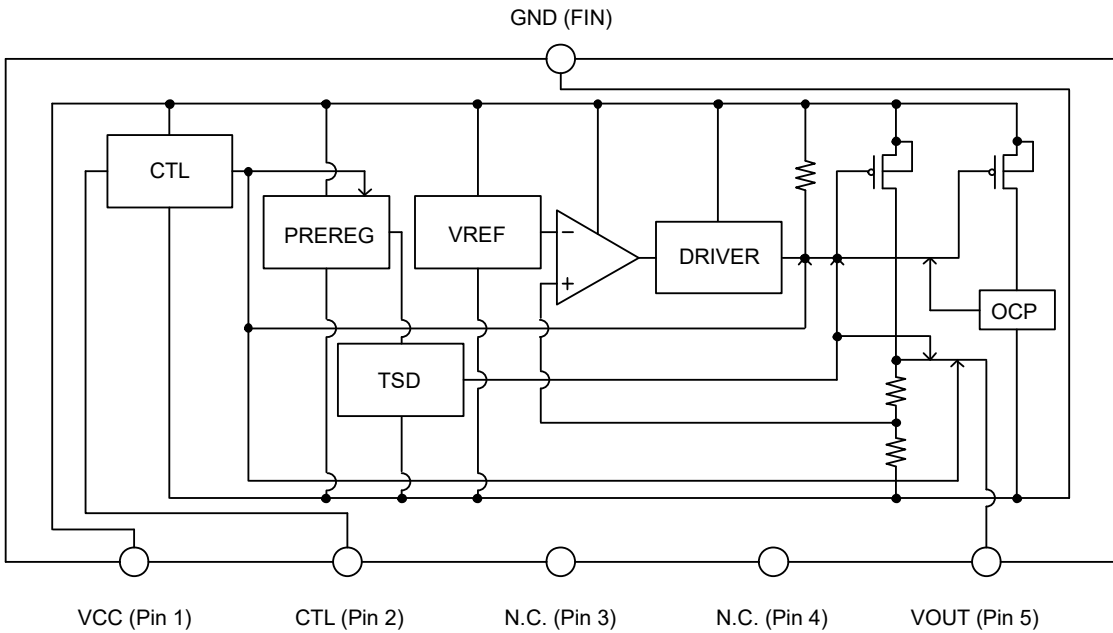 GND (FIN)
CTL
PREREG
VREF
−
+
DRIVER
OCP
TSD
VCC (Pin 1)
CTL (Pin 2)
N.C. (Pin 3)
N.C. (Pin 4)
VOUT (Pin 5)